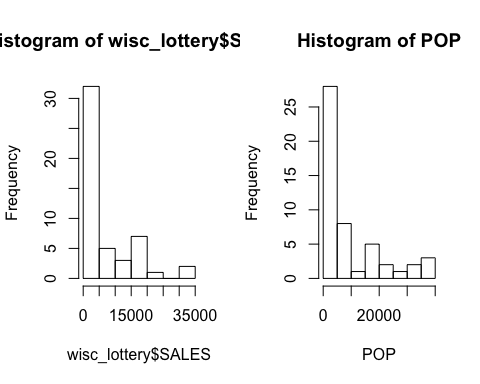 istogram of wisc_lottery$S
Frequency
0
5
10
20
30
0
15000
35000
wisc_lottery$SALES
Histogram of POP
Frequency
0
5
10
15
20
25
0
20000
POP